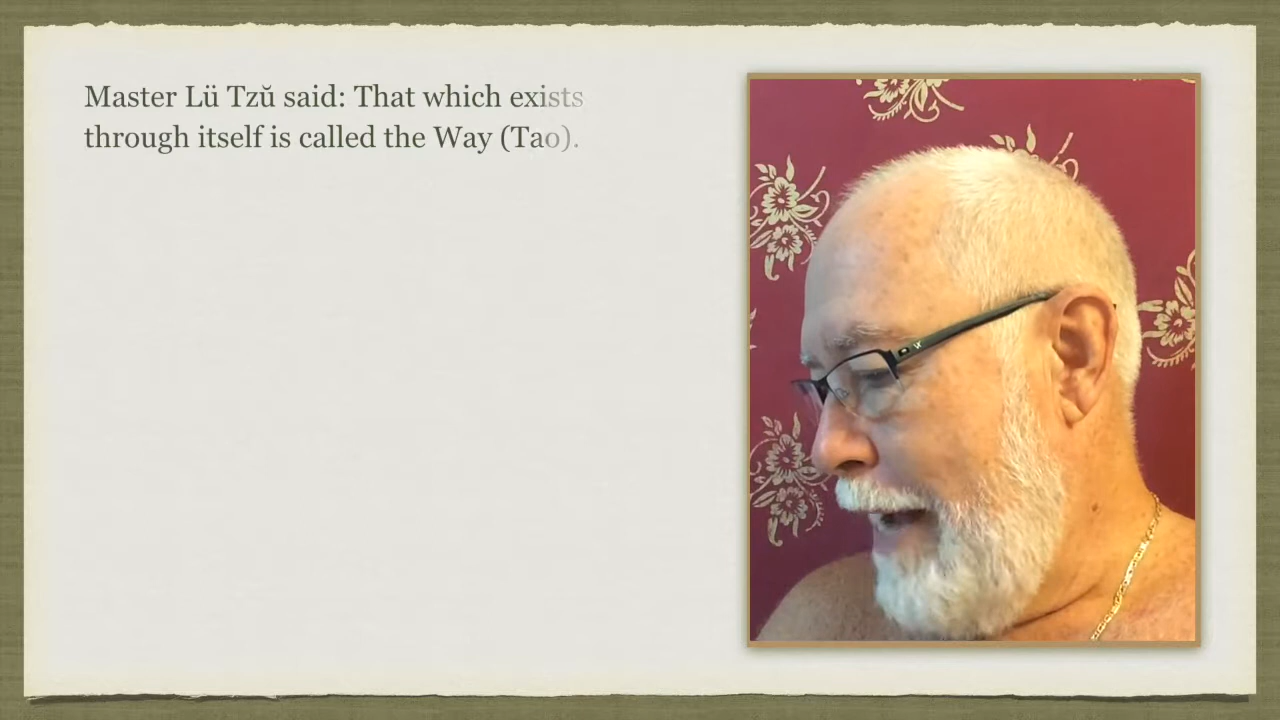 Master Lü Tzŭ said: That which exists
through itself is called the Way (Tao).